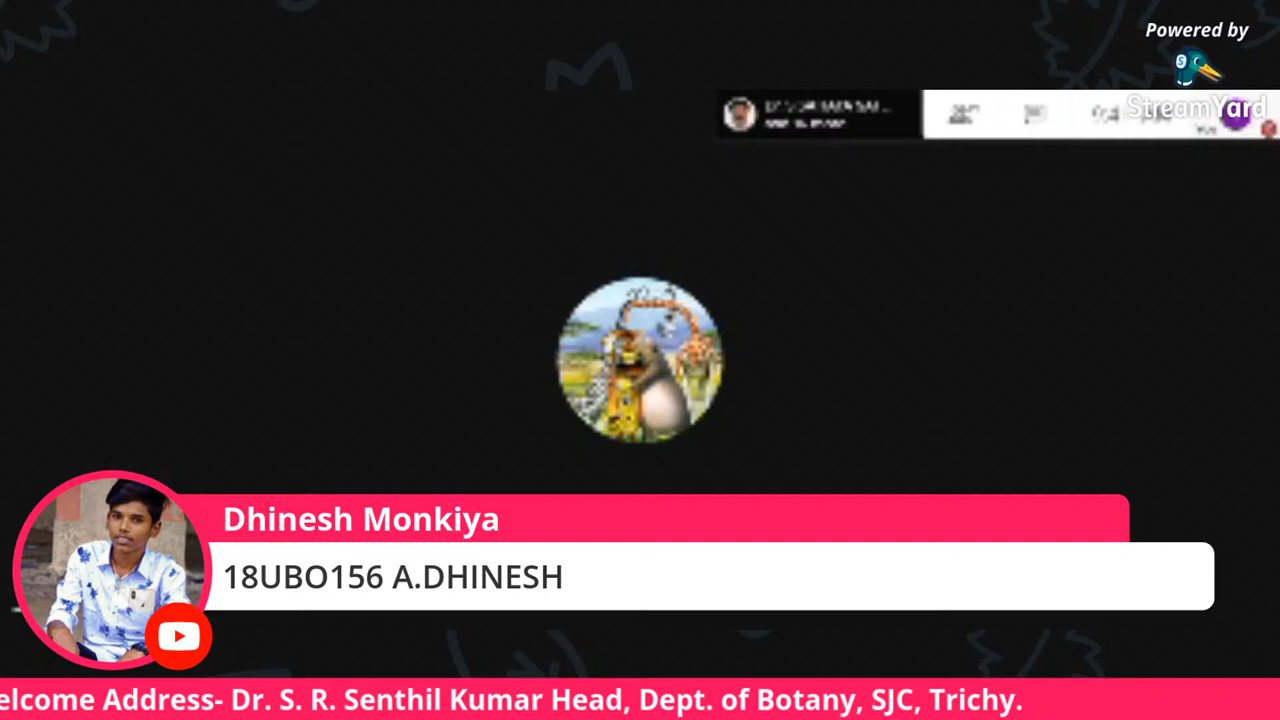 Powered by
StreamYard
Dhinesh Monkiya
18UBO156 A.DHINESH
elcome Address- Dr. S. R. Senthil Kumar Head, Dept. of Botany, SJC, Trichy.